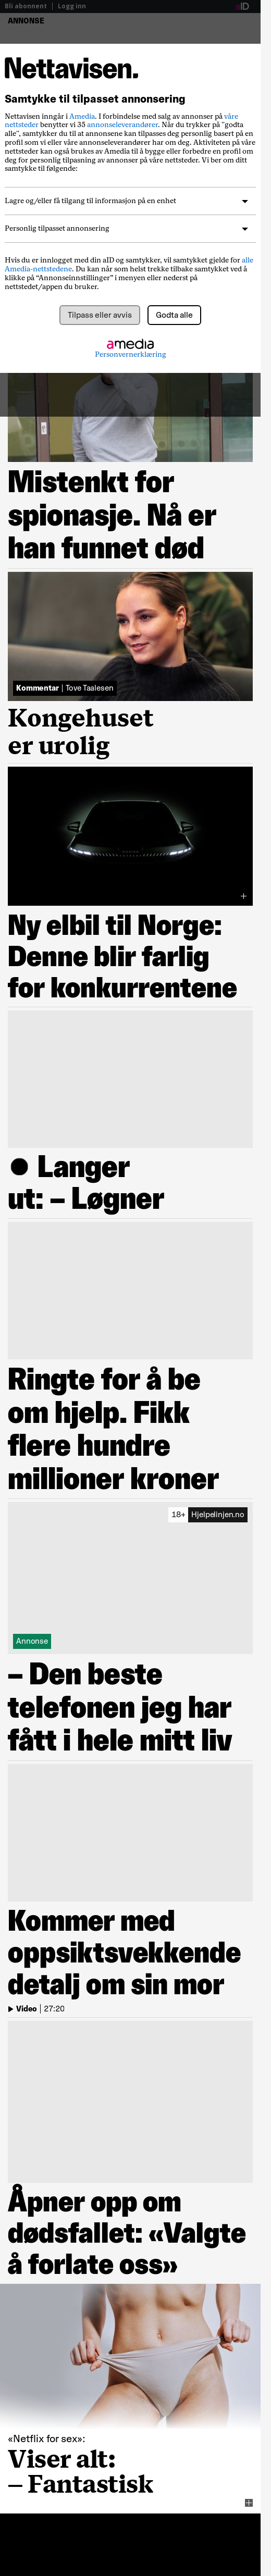 Bli abonnent | Logg inn
aID
ANNONSE
Nettavisen.
Samtykke til tilpasset annonsering
Nettavisen inngår i Amedia. I forbindelse med salg av annonser på våre
nettsteder benytter vi 35 annonseleverandører. Når du trykker på "godta
alle", samtykker du til at annonsene kan tilpasses deg personlig basert på en
profil som vi eller våre annonseleverandører har om deg. Aktiviteten på våre
nettsteder kan også brukes av Amedia til å bygge eller forbedre en profil om
deg for personlig tilpasning av annonser på våre nettsteder. Vi ber om ditt
samtykke til følgende:
Lagre og/eller få tilgang til informasjon på en enhet
Personlig tilpasset annonsering
Hvis du er innlogget med din aID og samtykker, vil samtykket gjelde for alle
Amedia-nettstedene. Du kan når som helst trekke tilbake samtykket ved å
klikke på “Annonseinnstillinger” i menyen eller nederst på
nettstedet/appen du bruker.
Tilpass eller avvis
Godta alle
amedia
Personvernerklæring
Mistenkt for
spionasje. Nå er
han funnet død
Kommentar | Tove Taalesen
Kongehuset
er urolig
Ny elbil til Norge:
Denne blir farlig
for konkurrentene
● Langer
ut: – Løgner
Ringte for å be
om hjelp. Fikk
flere hundre
millioner kroner
18+ Hjelpelinjen.no
Annonse
– Den beste
telefonen jeg har
fått i hele mitt liv
Kommer med
oppsiktsvekkende
detalj om sin mor
Video | 27:20
Åpner opp om
dødsfallet: «Valgte
å forlate oss»
«Netflix for sex»:
Viser alt:
– Fantastisk